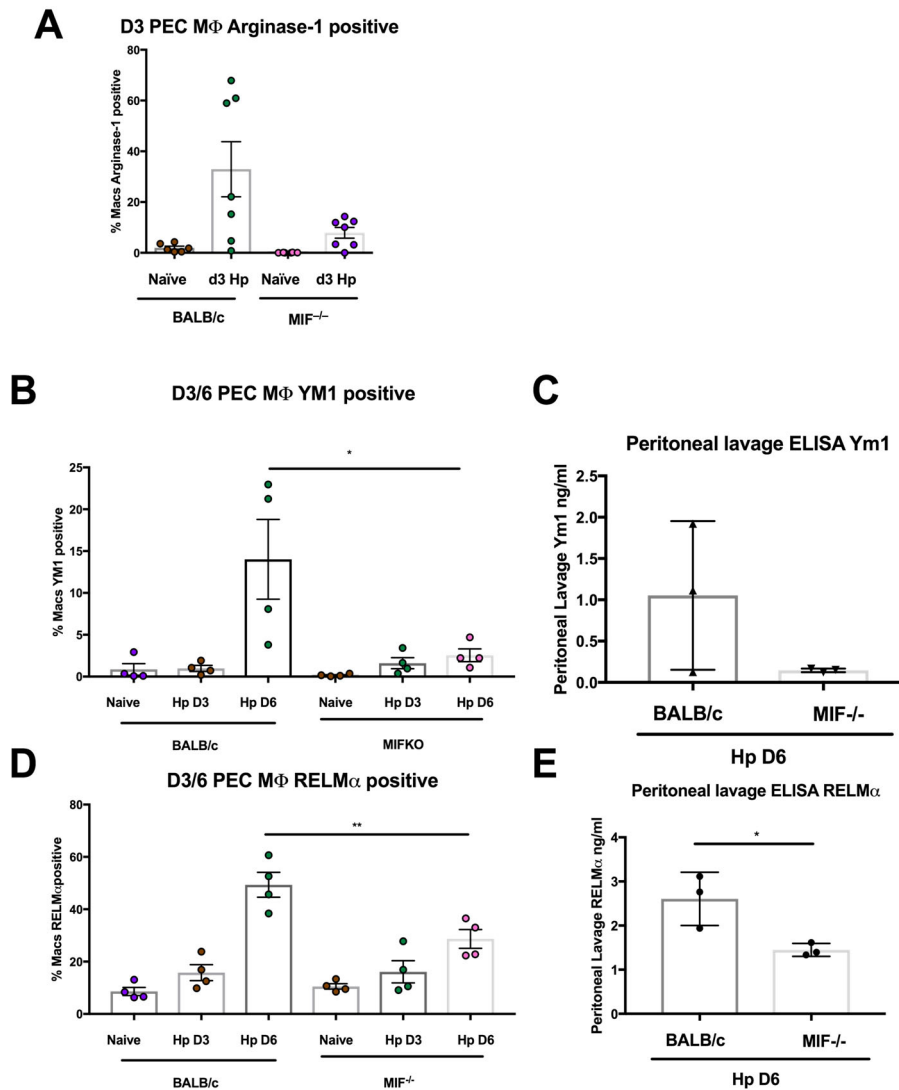 A
D3 PEC MΦ Arginase-1 positive
% Macs Arginase-1 positive
80
60
40
20
0
Naïve d3 Hp Naïve d3 Hp
BALB/c MIF–/–
B
D3/6 PEC MΦ YM1 positive
% Macs YM1 positive
25
20
15
10
5
0
*
Naive Hp D3 Hp D6 Naive Hp D3 Hp D6
BALB/c MIFKO
C
Peritoneal lavage ELISA Ym1
Peritoneal Lavage Ym1 ng/ml
2.5
2.0
1.5
1.0
0.5
0.0
BALB/c MIF-/-
Hp D6
D
D3/6 PEC MΦ RELMα positive
% Macs RELMαpositive
80
60
40
20
0
**
Naive Hp D3 Hp D6 Naive Hp D3 Hp D6
BALB/c MIF-/-
E
Peritoneal lavage ELISA RELMα
Peritoneal Lavage RELMα ng/ml
4
3
2
1
0
*
BALB/c MIF-/-
Hp D6